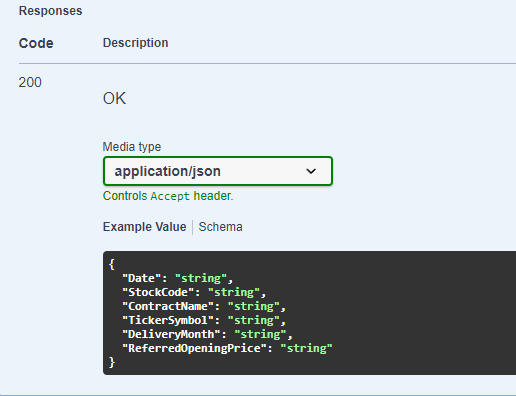 Responses
Code Description
200
OK
Media type
application/json
Controls Accept header.
Example Value Schema
{
  "Date": "string",
  "StockCode": "string",
  "ContractName": "string",
  "TickerSymbol": "string",
  "DeliveryMonth": "string",
  "ReferredOpeningPrice": "string"
}